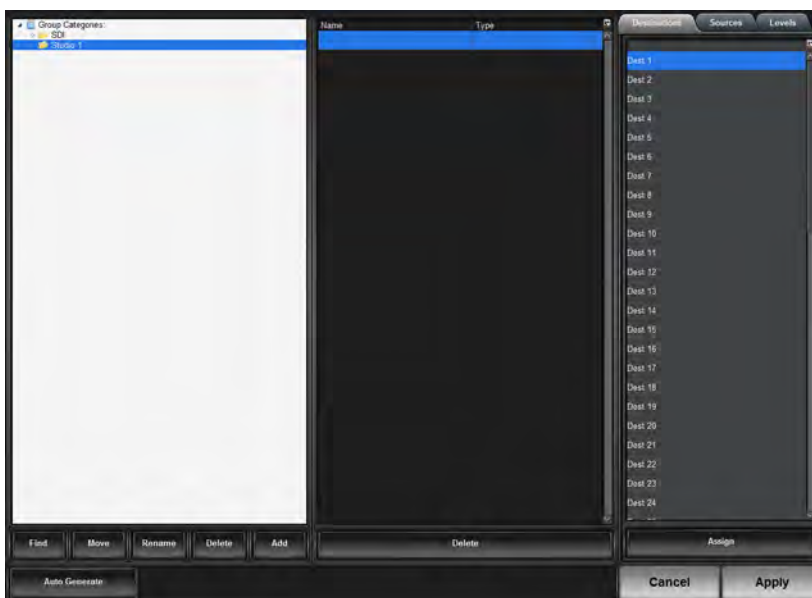 Group Categories:
SDI
Studio 1
Name Type
Destinations Sources Levels
Dest 1
Dest 2
Dest 3
Dest 4
Dest 5
Dest 6
Dest 7
Dest 8
Dest 9
Dest 10
Dest 11
Dest 12
Dest 13
Dest 14
Dest 15
Dest 16
Dest 17
Dest 18
Dest 19
Dest 20
Dest 21
Dest 22
Dest 23
Dest 24
Find Move Rename Delete Add
Delete
Assign
Auto Generate
Cancel Apply